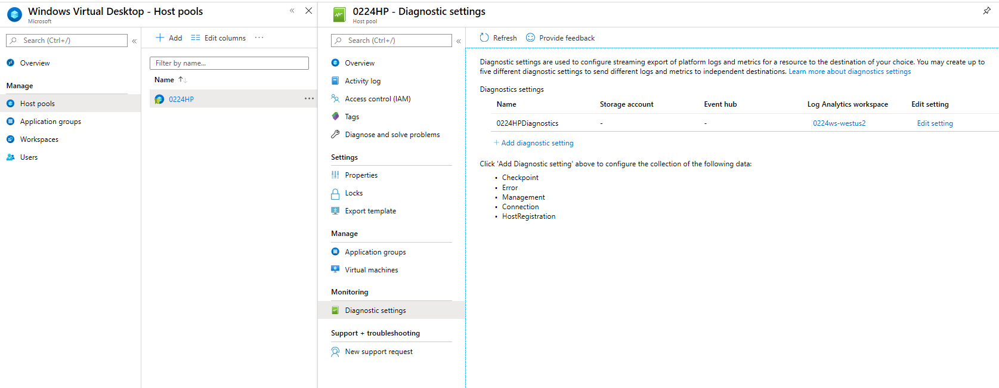 Windows Virtual Desktop - Host pools
Microsoft
«
Search (Ctrl+/)
«
Overview
Manage
Host pools
Application groups
Workspaces
Users
Add
Edit columns
···
Filter by name...
Name ↑↓
0224HP
···
0224HP - Diagnostic settings
Host pool
Search (Ctrl+/)
«
Overview
Activity log
Access control (IAM)
Tags
Diagnose and solve problems
Settings
Properties
Locks
Export template
Manage
Application groups
Virtual machines
Monitoring
Diagnostic settings
Support + troubleshooting
New support request
Refresh
Provide feedback
Diagnostic settings are used to configure streaming export of platform logs and metrics for a resource to the destination of your choice. You may create up to
five different diagnostic settings to send different logs and metrics to independent destinations. Learn more about diagnostics settings
Diagnostics settings
Name Storage account Event hub Log Analytics workspace Edit setting
0224HPDiagnostics - - 0224ws-westus2 Edit setting
+ Add diagnostic setting
Click 'Add Diagnostic setting' above to configure the collection of the following data:
• Checkpoint
• Error
• Management
• Connection
• HostRegistration